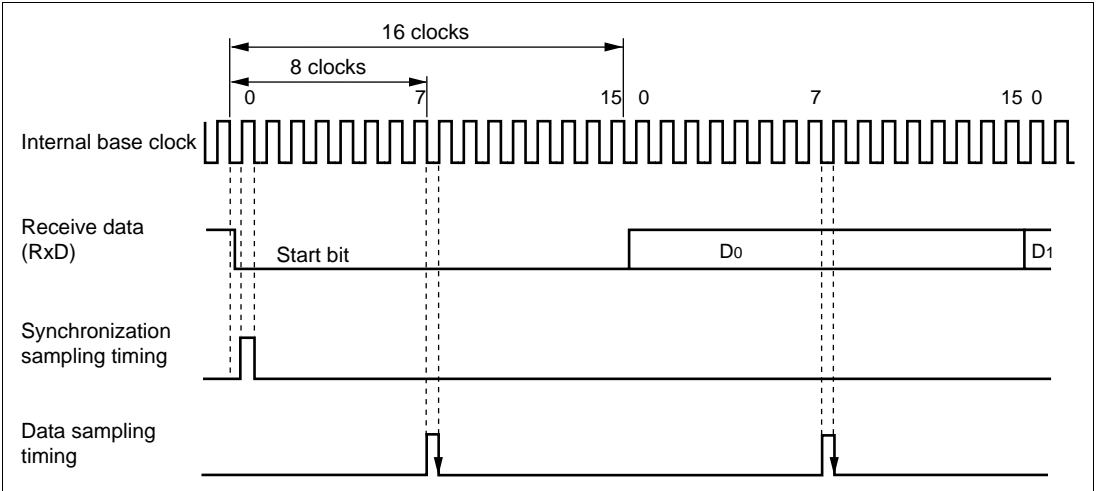 16 clocks
8 clocks
0 7 15 0 7 15 0
Internal base clock
Receive data
(RxD)
Start bit
D0
D1
Synchronization
sampling timing
Data sampling
timing